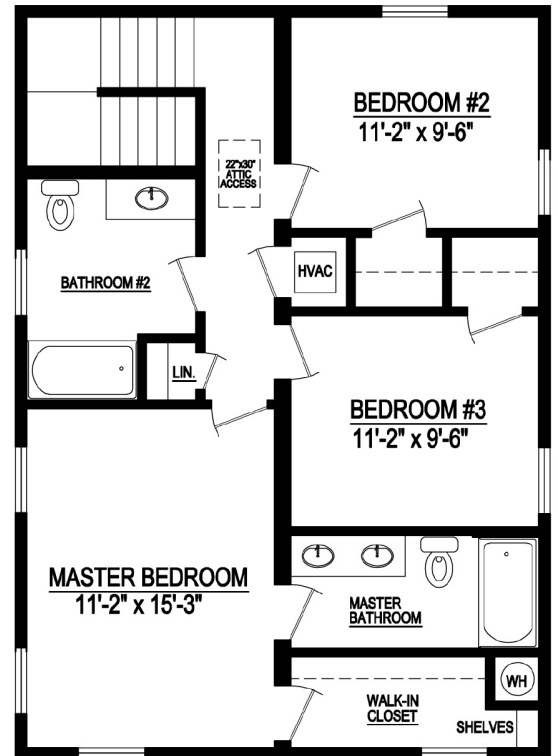 BEDROOM #2
11'-2" x 9'-6"
22"x30"
ATTIC
ACCESS
HVAC
BATHROOM #2
LIN.
BEDROOM #3
11'-2" x 9'-6"
MASTER BEDROOM
11'-2" x 15'-3"
MASTER
BATHROOM
WH
WALK-IN
CLOSET
SHELVES